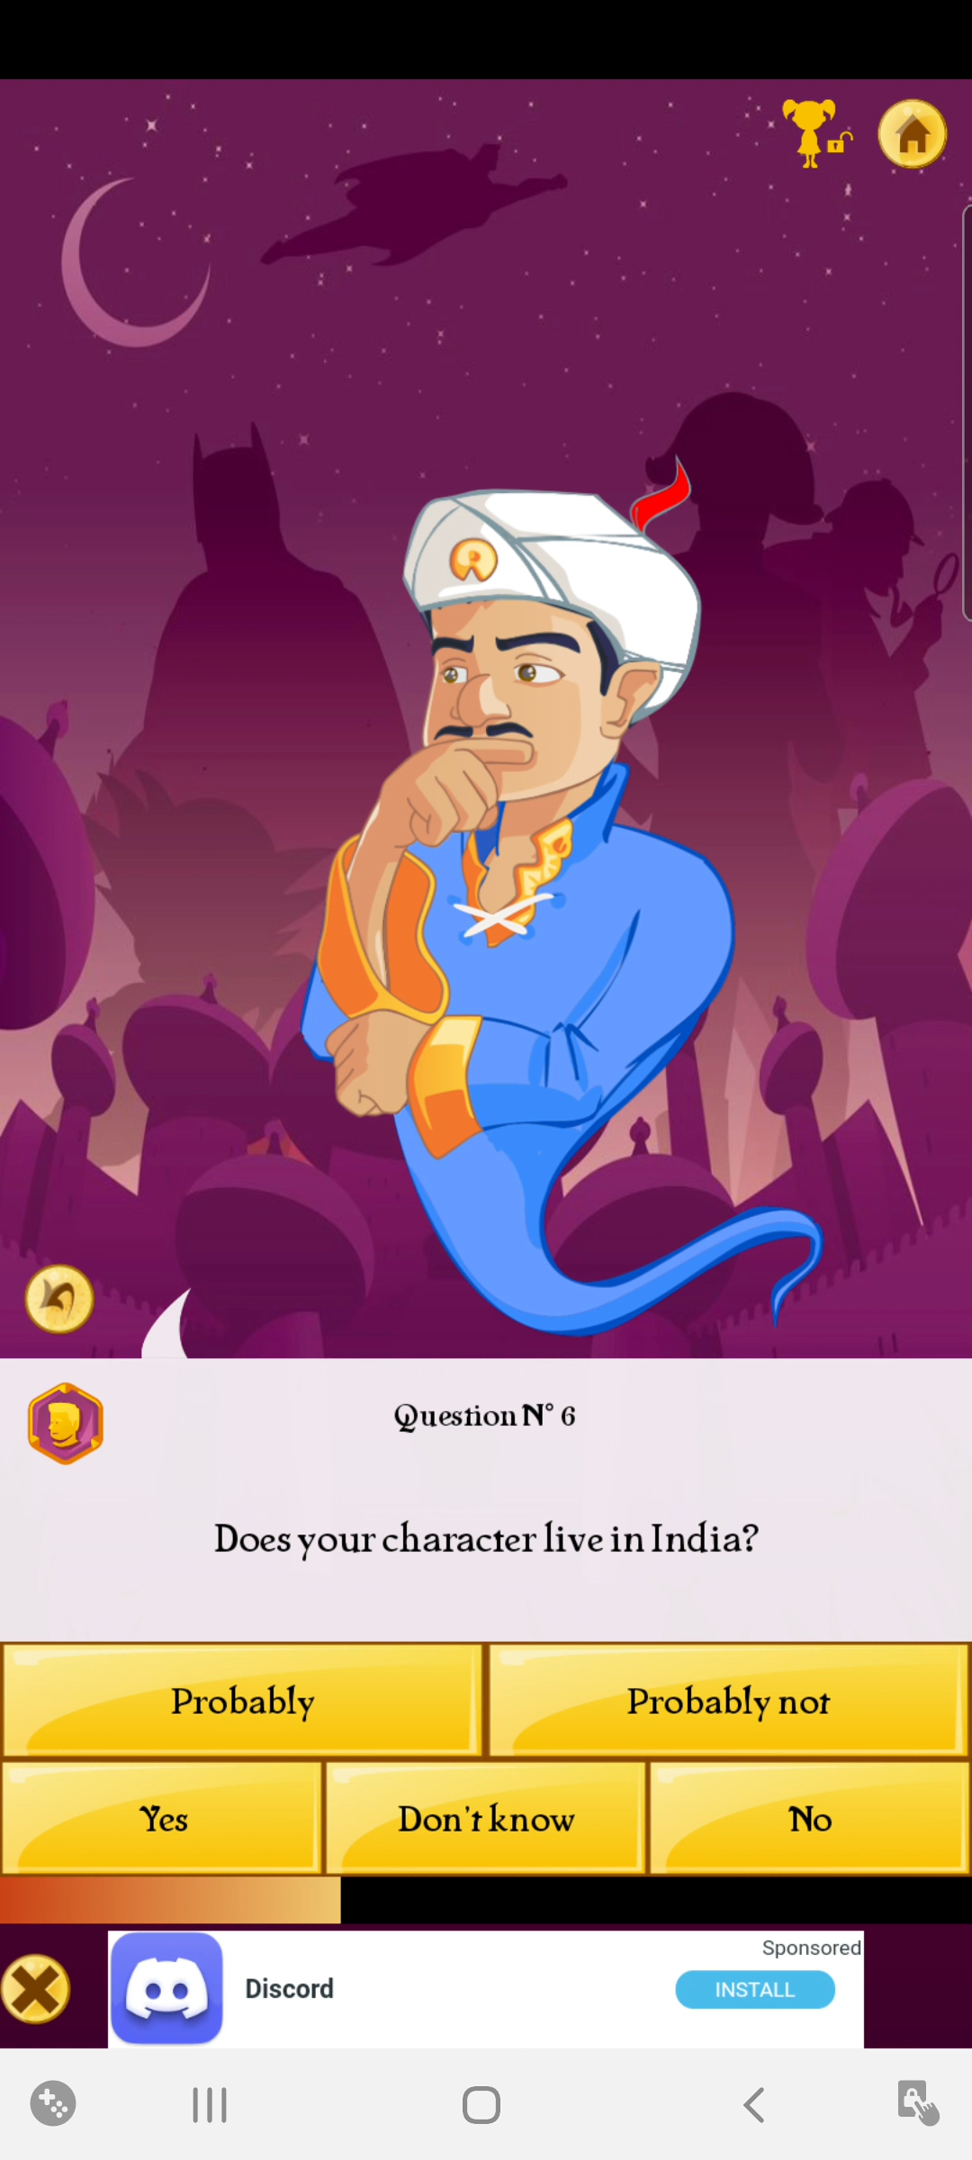 Question N° 6
Does your character live in India?
Probably
Probably not
Yes
Don't know
No
Sponsored
Discord
INSTALL